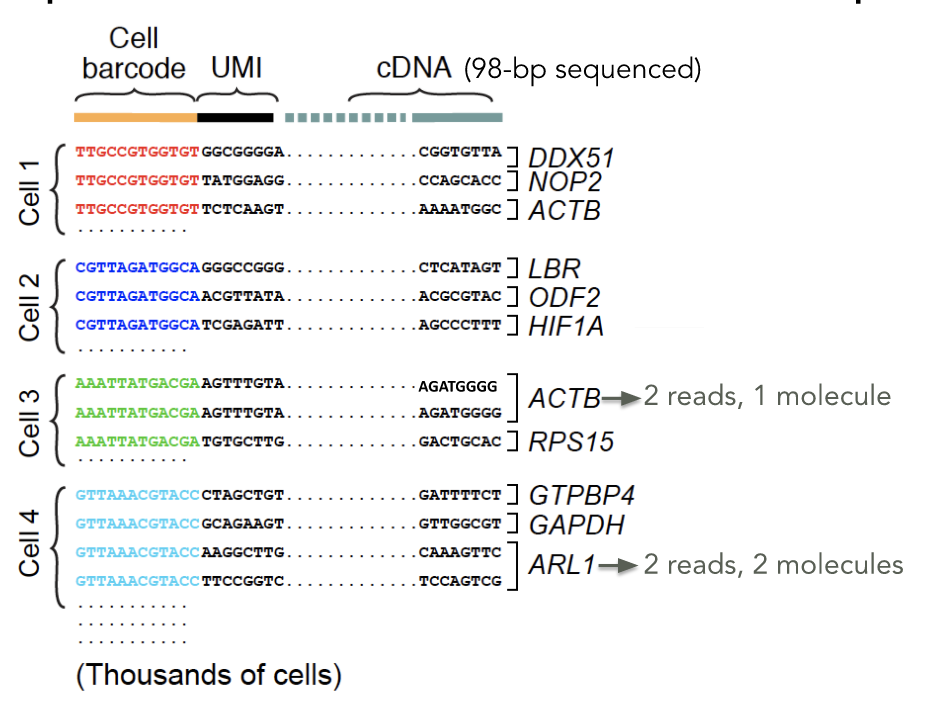 Cell
barcode UMI cDNA (98-bp sequenced)
Cell 1
TTGCCGTGGTGTGGCGGGGA............CGGTGTTA DDX51
TTGCCGTGGTGTTATGGAGG............CCAGCACC NOP2
TTGCCGTGGTGTTCTCAAGT............AAAATGGC ACTB
...........
Cell 2
CGTTAGATGGCAGGGCCGGG............CTCATAGT LBR
CGTTAGATGGCAACGTTATA............ACGCGTAC ODF2
CGTTAGATGGCATCGAGATT............AGCCCTTT HIF1A
...........
Cell 3
AAATTATGACGAAGTTTGTA............AGATGGGG
ACTB 2 reads, 1 molecule
AAATTATGACGAAGTTTGTA............AGATGGGG
AAATTATGACGATGTGCTTG............GACTGCAC RPS15
...........
Cell 4
GTTAAACGTACCCTAGCTGT............GATTTTCT GTPBP4
GTTAAACGTACCGCAGAAGT............GTTGGCGT GAPDH
GTTAAACGTACCAAGGCTTG............CAAAGTTC
ARL1 2 reads, 2 molecules
GTTAAACGTACCTTCCGGTC............TCCAGTCG
...........
...........
...........
(Thousands of cells)